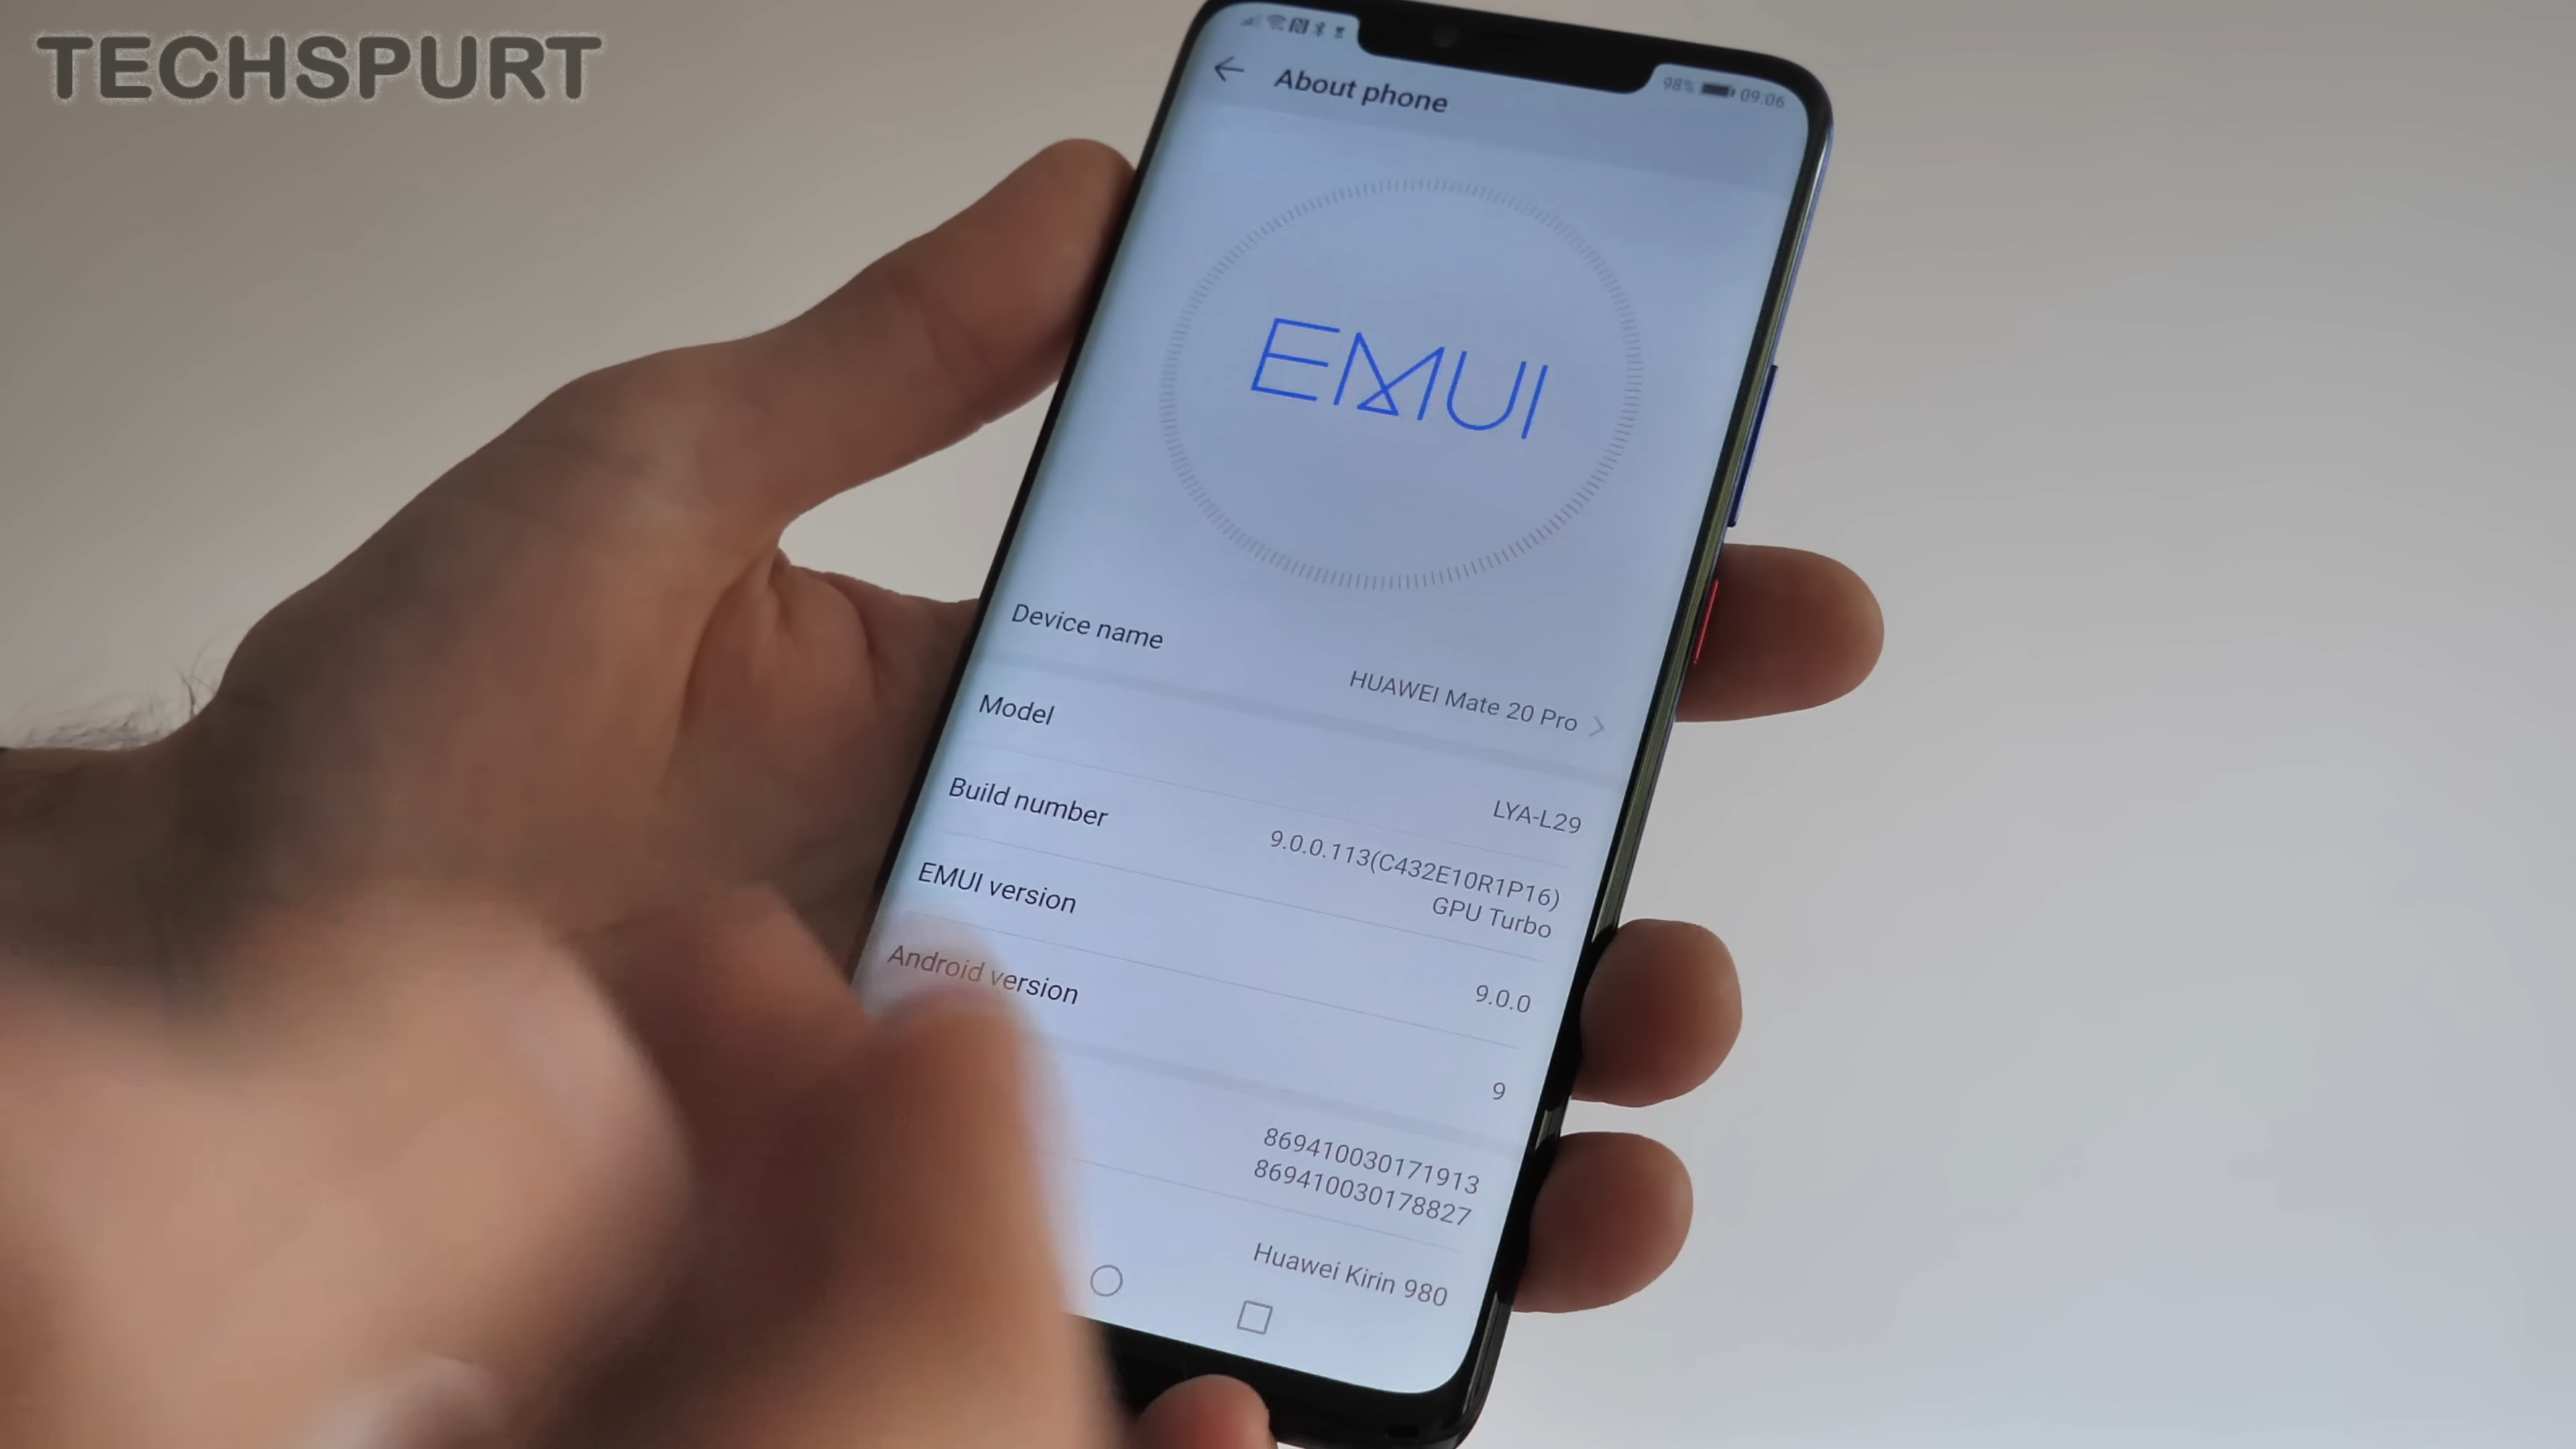 TECHSPURT
98% 09:06
About phone
EMUI
Device name
HUAWEI Mate 20 Pro
Model
LYA-L29
Build number
9.0.0.113(C432E10R1P16)
GPU Turbo
EMUI version
9.0.0
Android version
9
869410030171913
869410030178827
Huawei Kirin 980